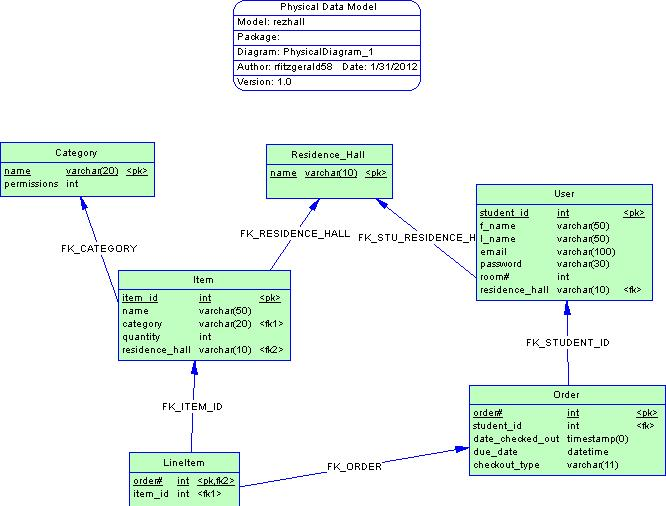 Physical Data Model
Model: rezhall
Package:
Diagram: PhysicalDiagram_1
Author: rfitzgerald58 Date: 1/31/2012
Version: 1.0
Category
name varchar(20) <pk>
permissions int
Residence_Hall
name varchar(10) <pk>
User
student_id int <pk>
f_name varchar(50)
l_name varchar(50)
email varchar(100)
password varchar(30)
room# int
residence_hall varchar(10) <fk>
FK_CATEGORY
FK_RESIDENCE_HALL
FK_STU_RESIDENCE_H
Item
item_id int <pk>
name varchar(50)
category varchar(20) <fk1>
quantity int
residence_hall varchar(10) <fk2>
FK_STUDENT_ID
FK_ITEM_ID
Order
order# int <pk>
student_id int <fk>
date_checked_out timestamp(0)
due_date datetime
checkout_type varchar(11)
FK_ORDER
LineItem
order# int <pk,fk2>
item_id int <fk1>